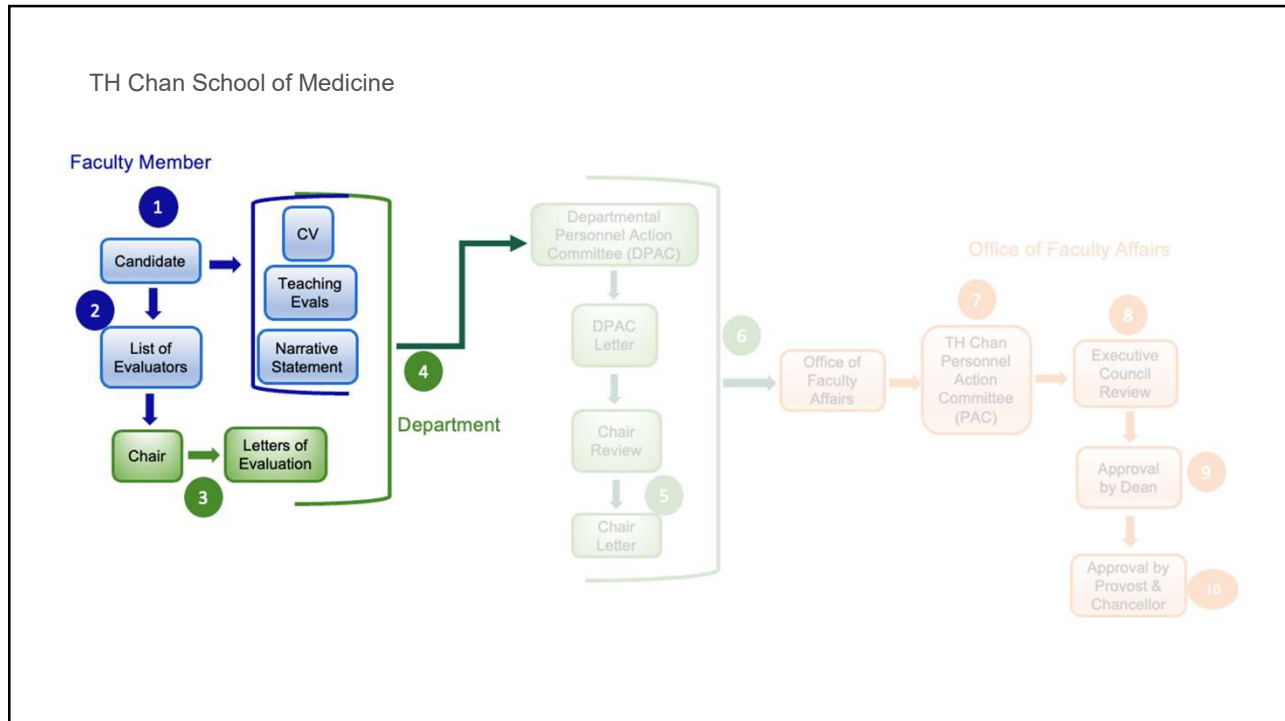 TH Chan School of Medicine
Faculty Member
1
Candidate
2
List of
Evaluators
CV
Teaching
Evals
Narrative
Statement
Chair
3
Letters of
Evaluation
4
Department
Departmental
Personnel Action
Committee (DPAC)
DPAC
Letter
Chair
Review
5
Chair
Letter
6
Office of Faculty Affairs
Office of
Faculty
Affairs
7
TH Chan
Personnel
Action
Committee
(PAC)
8
Executive
Council
Review
Approval
by Dean
9
Approval by
Provost &
Chancellor
10